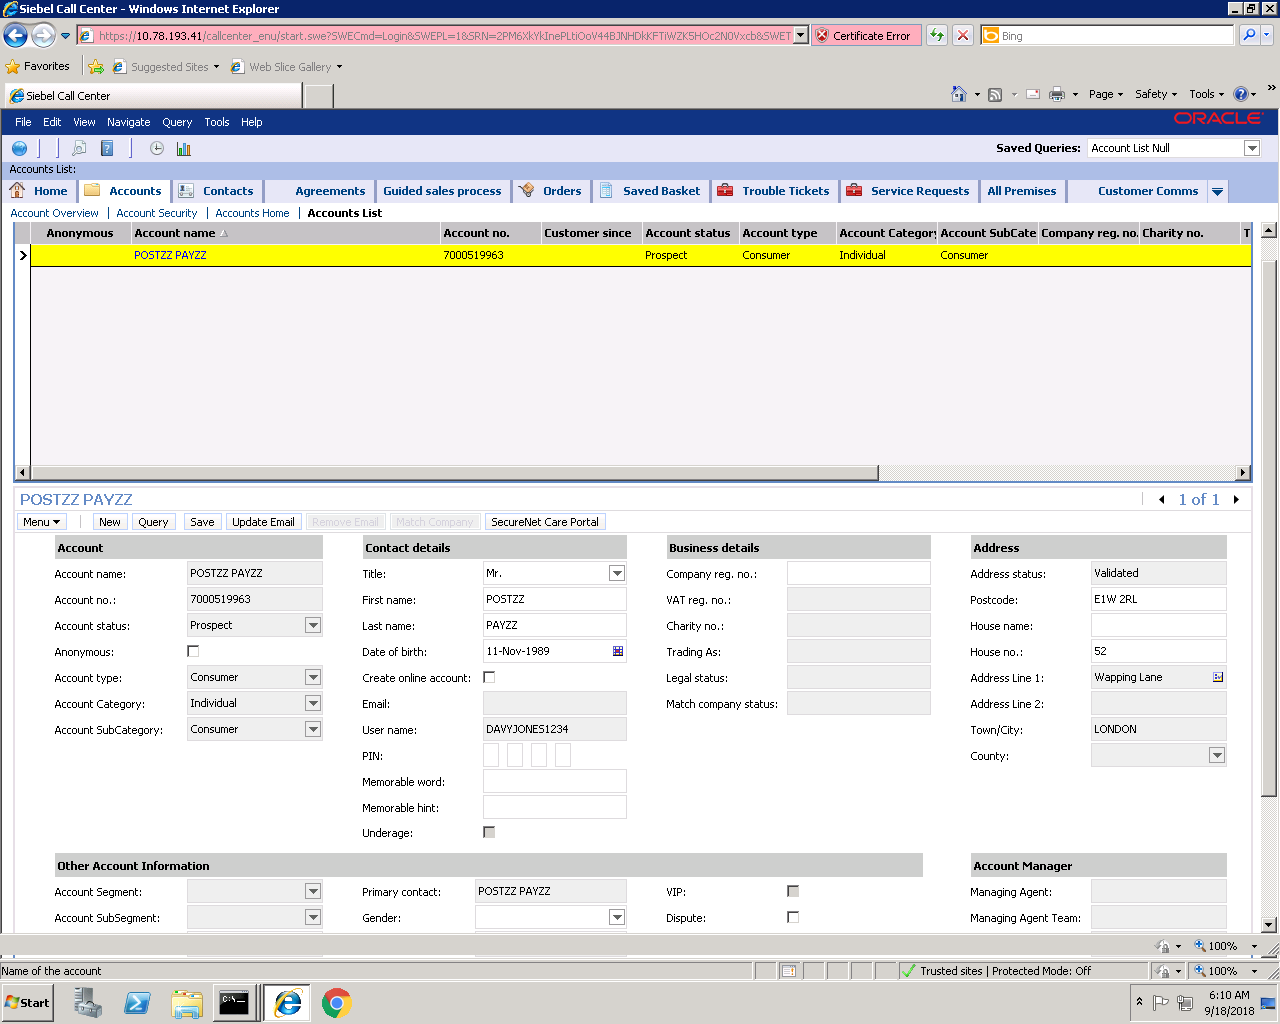 Siebel Call Center - Windows Internet Explorer
https://10.78.193.41/callcenter_enu/start.swe?SWECmd=Login&SWEPL=1&SRN= Certificate Error Bing
Favorites Suggested Sites Web Slice Gallery
Siebel Call Center Page Safety Tools
File Edit View Navigate Query Tools Help ORACLE
Saved Queries: Account List Null
Accounts List:
Home Accounts Contacts Agreements Guided sales process Orders Saved Basket Trouble Tickets Service Requests All Premises Customer Comms
Account Overview Account Security Accounts Home Accounts List
Anonymous Account name Account no. Customer since Account status Account type Account Category Account SubCate Company reg. no. Charity no. T
POSTZZ PAYZZ 7000519963 Prospect Consumer Individual Consumer
POSTZZ PAYZZ 1 of 1
Menu New Query Save Update Email Remove Email Match Company SecureNet Care Portal
Account Contact details Business details Address
Account name: POSTZZ PAYZZ Title: Mr. Company reg. no.: Address status: Validated
Account no.: 7000519963 First name: POSTZZ VAT reg. no.: Postcode: E1W 2RL
Account status: Prospect Last name: PAYZZ Charity no.: House name:
Anonymous: Date of birth: 11-Nov-1989 Trading As: House no.: 52
Account type: Consumer Create online account: Legal status: Address Line 1: Wapping Lane
Account Category: Individual Email: Match company status: Address Line 2:
Account SubCategory: Consumer User name: DAVYJONES1234 Town/City: LONDON
PIN: County:
Memorable word:
Memorable hint:
Underage:
Other Account Information Account Manager
Account Segment: Primary contact: POSTZZ PAYZZ VIP: Managing Agent:
Account SubSegment: Gender: Dispute: Managing Agent Team:
100%
Name of the account Trusted sites | Protected Mode: Off 100%
Start 6:10 AM
9/18/2018